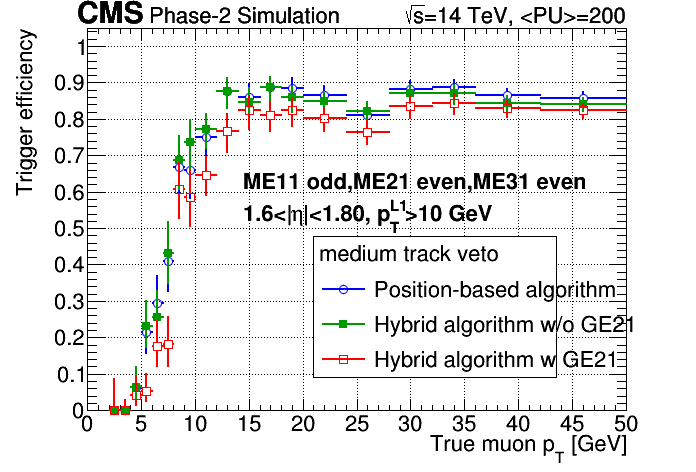 CMS Phase-2 Simulation √s=14 TeV, <PU>=200
Trigger efficiency
1
0.9
0.8
0.7
0.6
0.5
0.4
0.3
0.2
0.1
0
ME11 odd,ME21 even,ME31 even
1.6<|η|<1.80, p_T^L1>10 GeV
medium track veto
Position-based algorithm
Hybrid algorithm w/o GE21
Hybrid algorithm w GE21
0 5 10 15 20 25 30 35 40 45 50
True muon p_T [GeV]